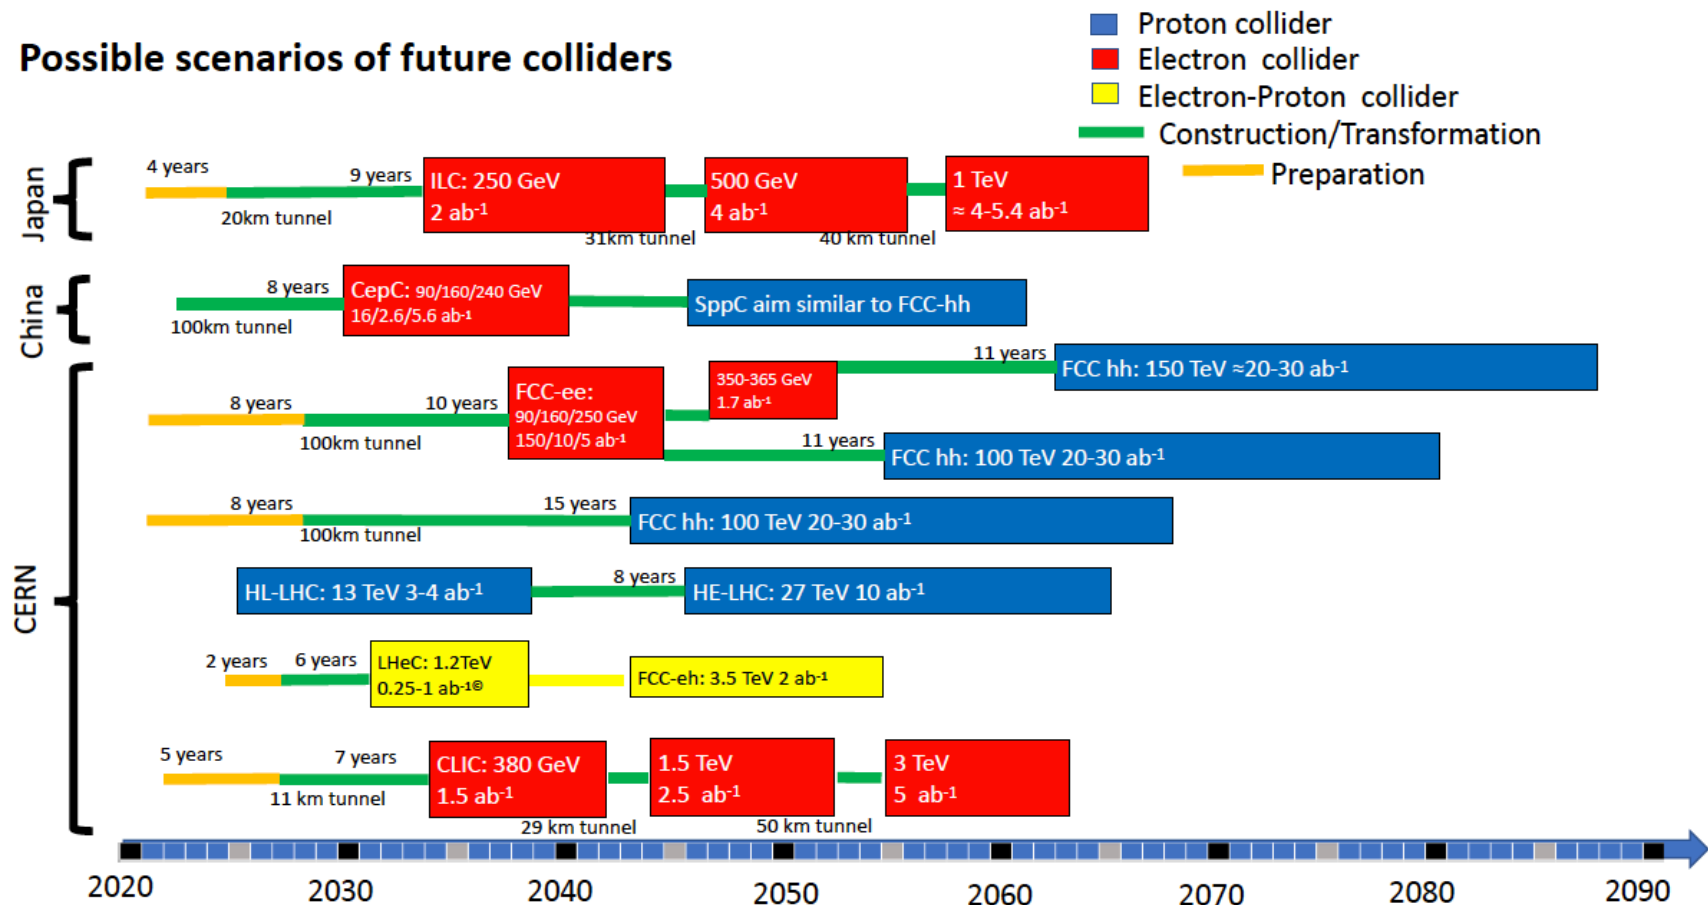 Possible scenarios of future colliders
Proton collider
Electron collider
Electron-Proton collider
Construction/Transformation
Preparation
Japan
4 years
9 years
20km tunnel
ILC: 250 GeV
2 ab-1
31km tunnel
500 GeV
4 ab-1
40 km tunnel
1 TeV
≈ 4-5.4 ab-1
China
8 years
100km tunnel
CepC: 90/160/240 GeV
16/2.6/5.6 ab-1
SppC aim similar to FCC-hh
CERN
8 years
10 years
100km tunnel
FCC-ee:
90/160/250 GeV
150/10/5 ab-1
350-365 GeV
1.7 ab-1
11 years
FCC hh: 150 TeV ≈20-30 ab-1
11 years
FCC hh: 100 TeV 20-30 ab-1
8 years
15 years
100km tunnel
FCC hh: 100 TeV 20-30 ab-1
HL-LHC: 13 TeV 3-4 ab-1
8 years
HE-LHC: 27 TeV 10 ab-1
2 years
6 years
LHeC: 1.2TeV
0.25-1 ab-1©
FCC-eh: 3.5 TeV 2 ab-1
5 years
7 years
11 km tunnel
CLIC: 380 GeV
1.5 ab-1
29 km tunnel
1.5 TeV
2.5 ab-1
50 km tunnel
3 TeV
5 ab-1
2020
2030
2040
2050
2060
2070
2080
2090